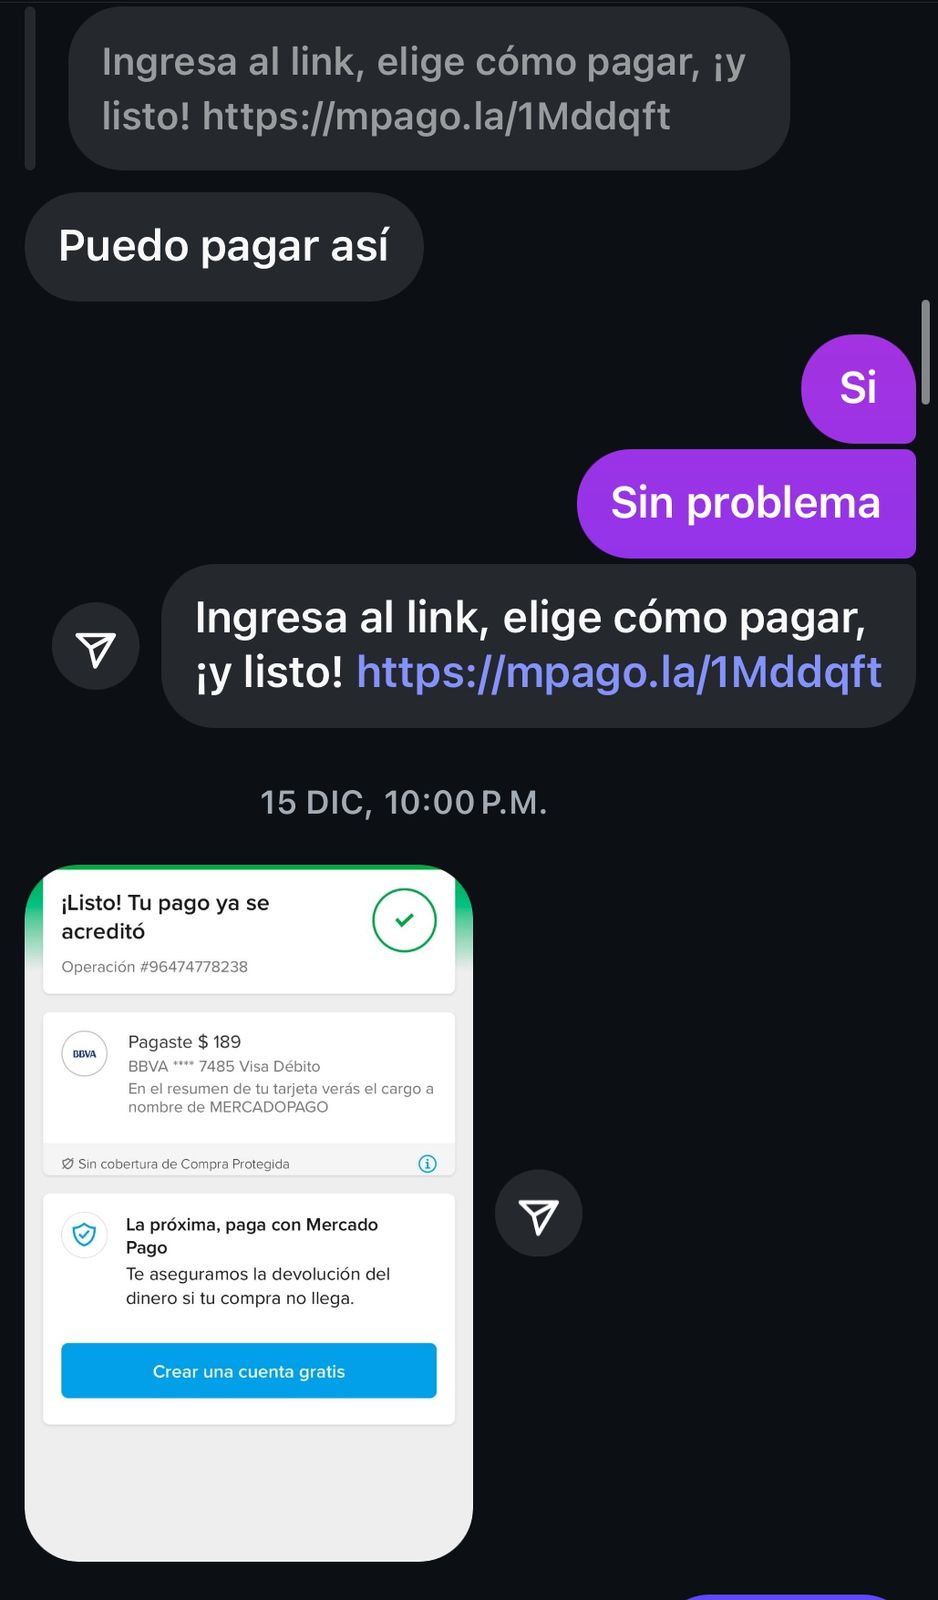 Ingresa al link, elige cómo pagar, ¡y
listo! https://mpago.la/1Mddqft
Puedo pagar así
Si
Sin problema
Ingresa al link, elige cómo pagar,
¡y listo! https://mpago.la/1Mddqft
15 DIC, 10:00 P.M.
¡Listo! Tu pago ya se
acreditó
Operación #96474778238
BBVA
Pagaste $ 189
BBVA **** 7485 Visa Débito
En el resumen de tu tarjeta verás el cargo a
nombre de MERCADOPAGO
Sin cobertura de Compra Protegida
La próxima, paga con Mercado
Pago
Te aseguramos la devolución del
dinero si tu compra no llega.
Crear una cuenta gratis